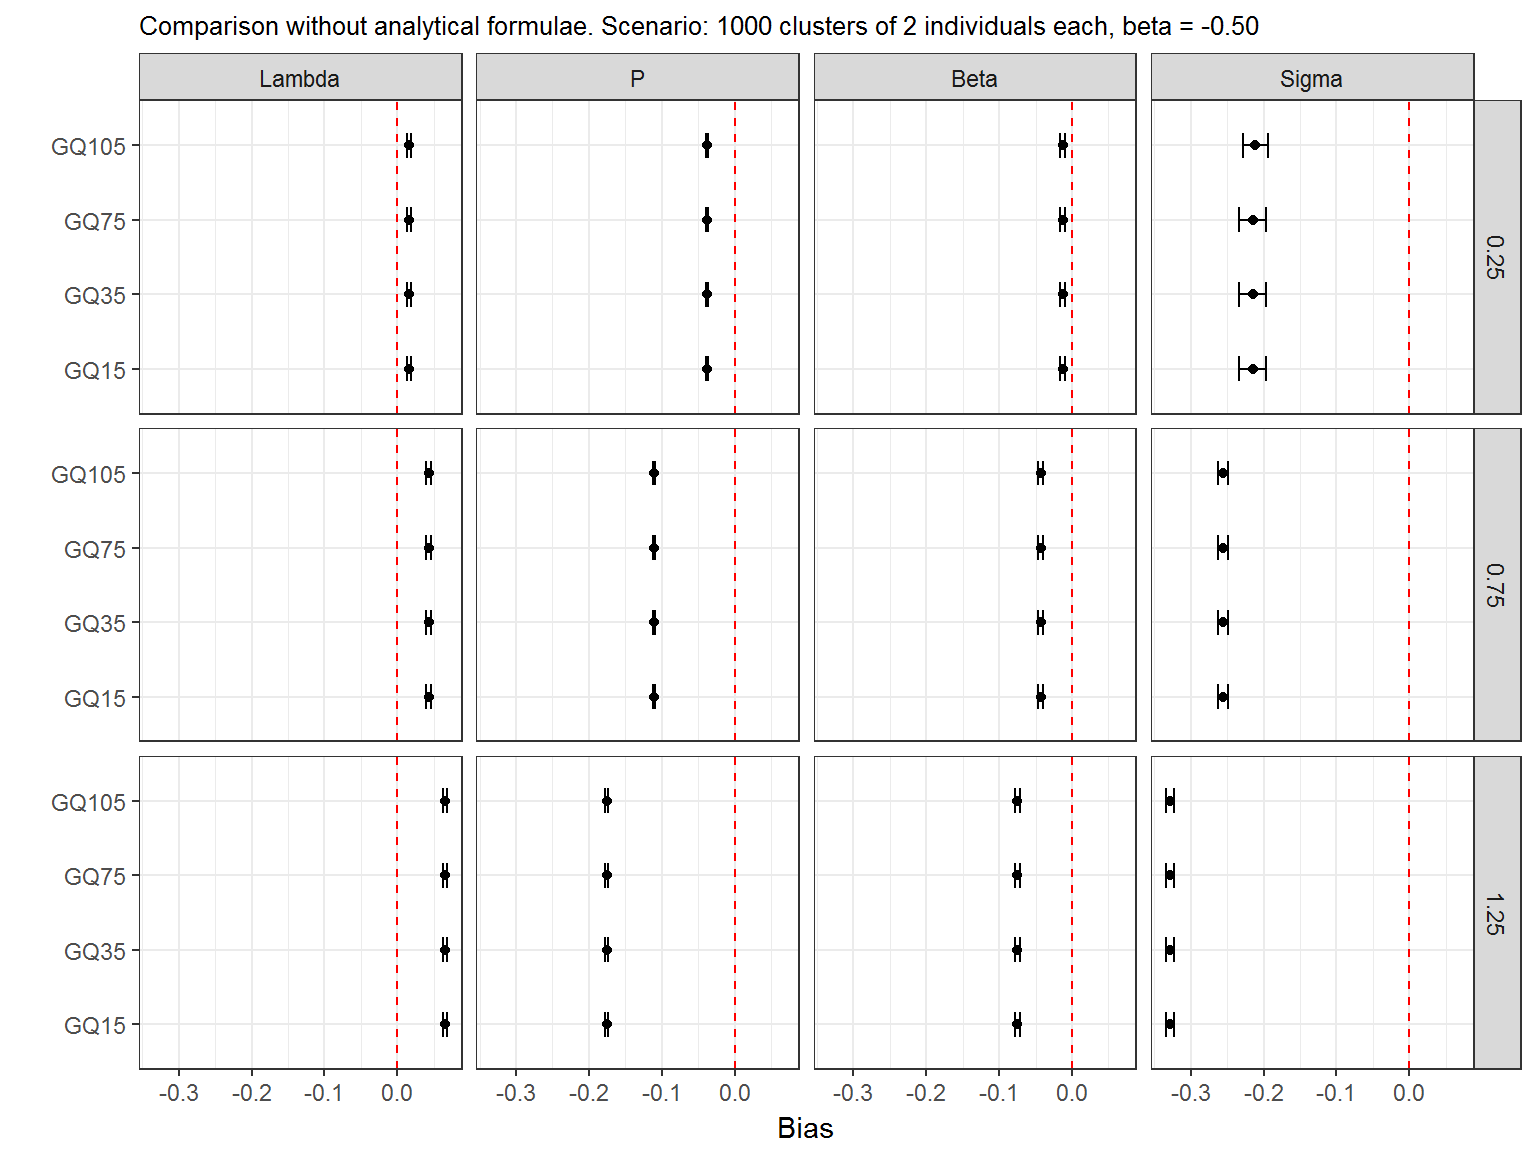 Comparison without analytical formulae. Scenario: 1000 clusters of 2 individuals each, beta = -0.50
Lambda P Beta Sigma
GQ105
GQ75
GQ35
GQ15
0.25
GQ105
GQ75
GQ35
GQ15
0.75
GQ105
GQ75
GQ35
GQ15
1.25
-0.3 -0.2 -0.1 0.0 -0.3 -0.2 -0.1 0.0 -0.3 -0.2 -0.1 0.0 -0.3 -0.2 -0.1 0.0
Bias